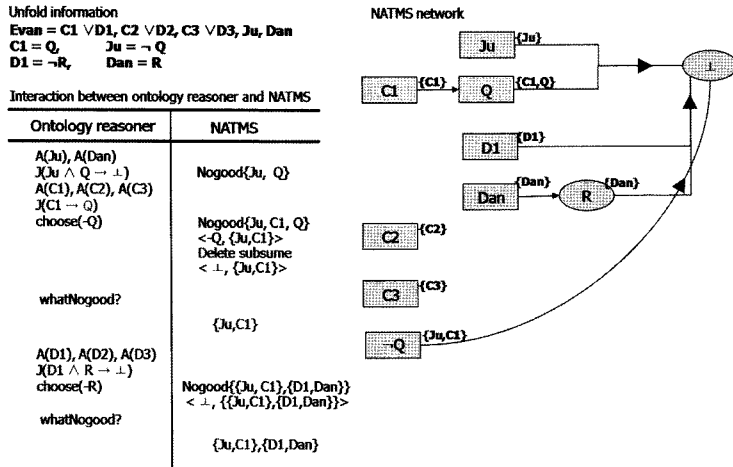 Unfold information
Evan = C1 ∨D1, C2 ∨D2, C3 ∨D3, Ju, Dan
C1 = Q, Ju = ¬ Q
D1 = ¬R, Dan = R
Interaction between ontology reasoner and NATMS
Ontology reasoner NATMS
A(Ju), A(Dan)
J(Ju ∧ Q → ⊥) Nogood{Ju, Q}
A(C1), A(C2), A(C3)
J(C1 → Q)
choose(¬Q) Nogood{Ju, C1, Q}
<¬Q, {Ju,C1}>
Delete subsume
< ⊥, {Ju,C1}>
whatNogood?
{Ju,C1}
A(D1), A(D2), A(D3)
J(D1 ∧ R → ⊥)
choose(¬R) Nogood{{Ju, C1},{D1,Dan}}
< ⊥, {{Ju,C1},{D1,Dan}}>
whatNogood?
{Ju,C1},{D1,Dan}
NATMS network
Ju {Ju}
⊥
C1 {C1} Q {C1,Q}
D1 {D1}
Dan {Dan} R {Dan}
C2 {C2}
C3 {C3}
¬Q {Ju,C1}